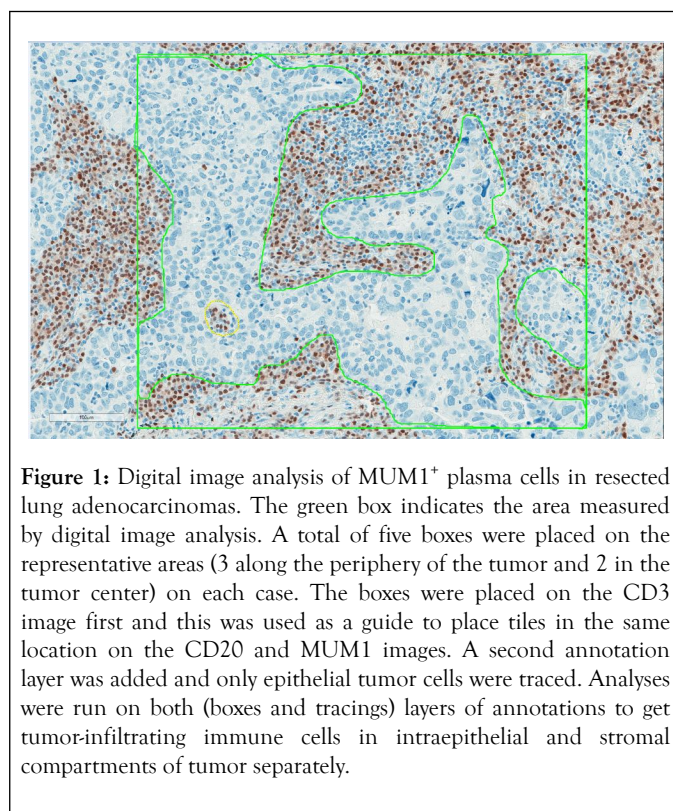 Figure 1: Digital image analysis of MUM1⁺ plasma cells in resected
lung adenocarcinomas. The green box indicates the area measured
by digital image analysis. A total of five boxes were placed on the
representative areas (3 along the periphery of the tumor and 2 in the
tumor center) on each case. The boxes were placed on the CD3
image first and this was used as a guide to place tiles in the same
location on the CD20 and MUM1 images. A second annotation
layer was added and only epithelial tumor cells were traced. Analyses
were run on both (boxes and tracings) layers of annotations to get
tumor-infiltrating immune cells in intraepithelial and stromal
compartments of tumor separately.